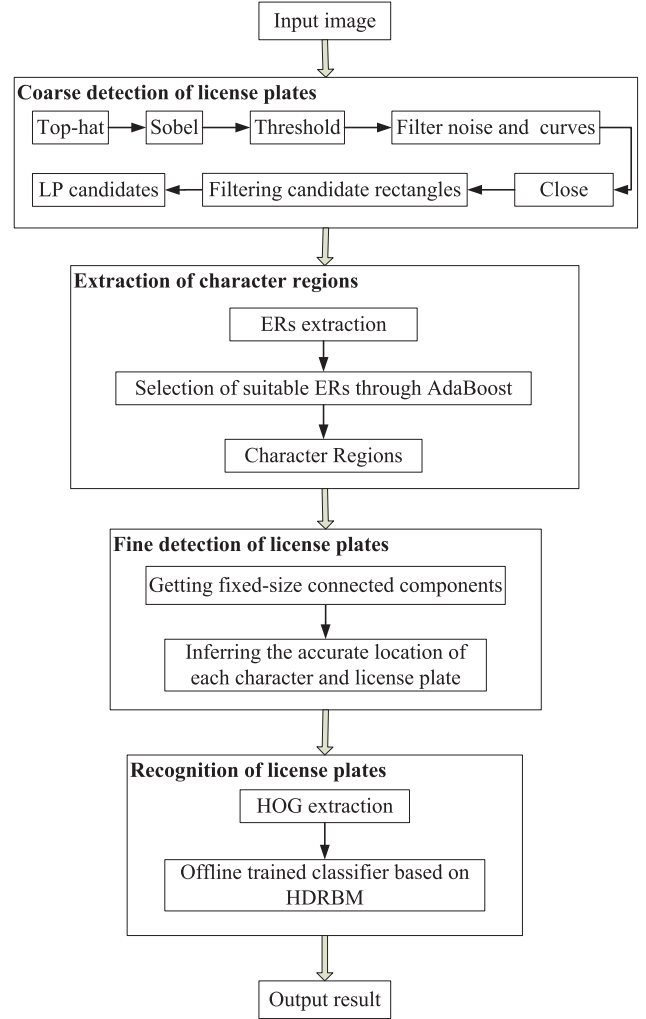 Input image
Coarse detection of license plates
Top-hat
Sobel
Threshold
Filter noise and curves
LP candidates
Filtering candidate rectangles
Close
Extraction of character regions
ERs extraction
Selection of suitable ERs through AdaBoost
Character Regions
Fine detection of license plates
Getting fixed-size connected components
Inferring the accurate location of
each character and license plate
Recognition of license plates
HOG extraction
Offline trained classifier based on
HDRBM
Output result